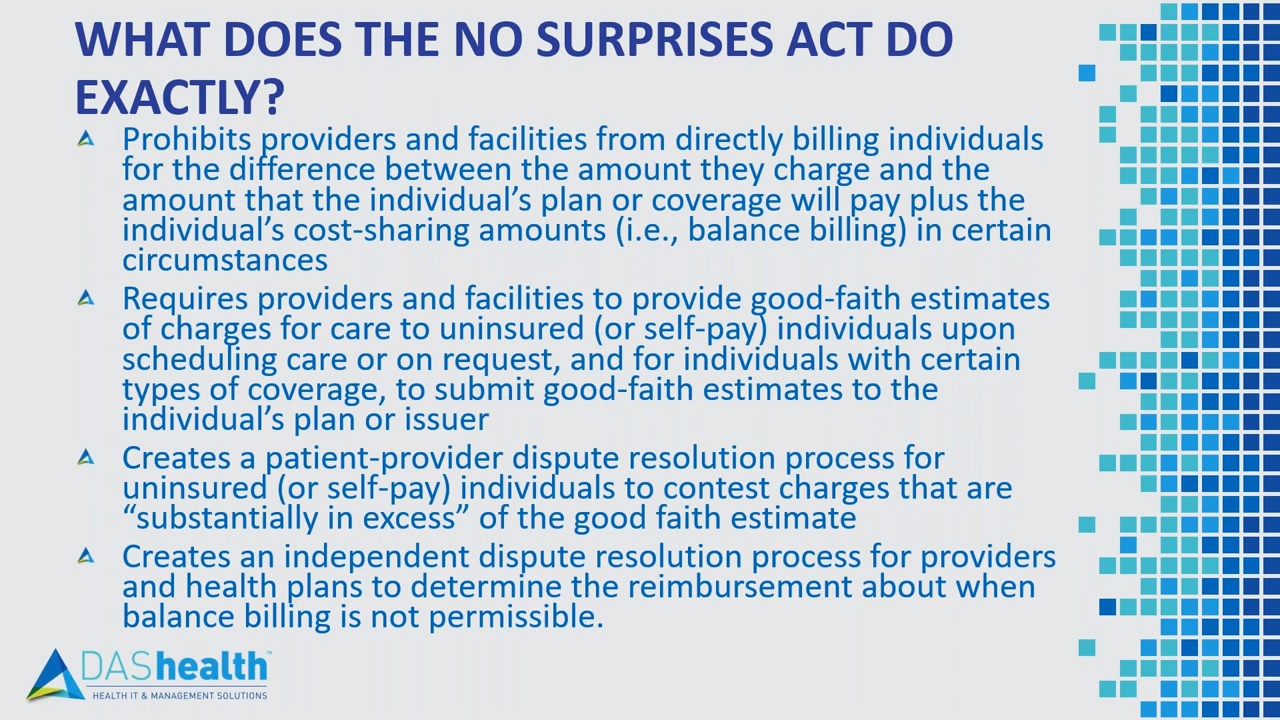 WHAT DOES THE NO SURPRISES ACT DO
EXACTLY?
Prohibits providers and facilities from directly billing individuals
for the difference between the amount they charge and the
amount that the individual’s plan or coverage will pay plus the
individual’s cost-sharing amounts (i.e., balance billing) in certain
circumstances
Requires providers and facilities to provide good-faith estimates
of charges for care to uninsured (or self-pay) individuals upon
scheduling care or on request, and for individuals with certain
types of coverage, to submit good-faith estimates to the
individual’s plan or issuer
Creates a patient-provider dispute resolution process for
uninsured (or self-pay) individuals to contest charges that are
“substantially in excess” of the good faith estimate
Creates an independent dispute resolution process for providers
and health plans to determine the reimbursement about when
balance billing is not permissible.
DAShealth™
HEALTH IT & MANAGEMENT SOLUTIONS